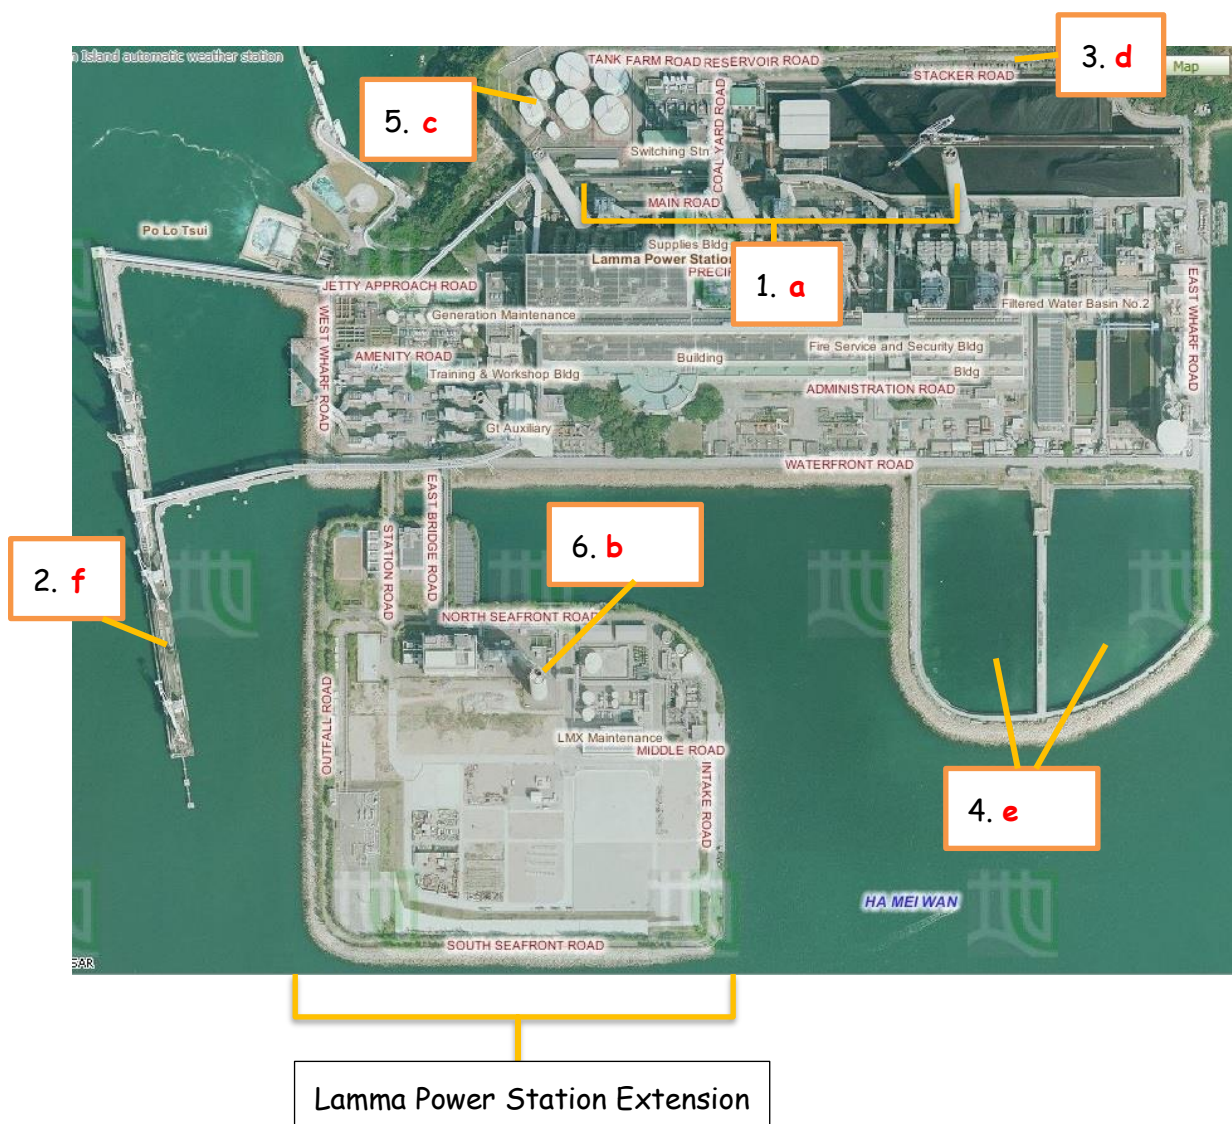 n Island automatic weather station
TANK FARM ROAD
RESERVOIR ROAD
STACKER ROAD
3. d
Map
5. c
COAL YARD ROAD
Switching Stn
MAIN ROAD
Po Lo Tsui
Supplies Bldg
Lamma Power Station
PRECIP
1. a
JETTY APPROACH ROAD
WEST WHARF ROAD
Generation Maintenance
Filtered Water Basin No.2
EAST WHARF ROAD
AMENITY ROAD
Building
Fire Service and Security Bldg
Training & Workshop Bldg
Bldg
ADMINISTRATION ROAD
Gt Auxiliary
WATERFRONT ROAD
EAST BRIDGE ROAD
STATION ROAD
2. f
6. b
NORTH SEAFRONT ROAD
OUTFALL ROAD
LMX Maintenance
MIDDLE ROAD
INTAKE ROAD
4. e
HA MEI WAN
SOUTH SEAFRONT ROAD
SAR
Lamma Power Station Extension